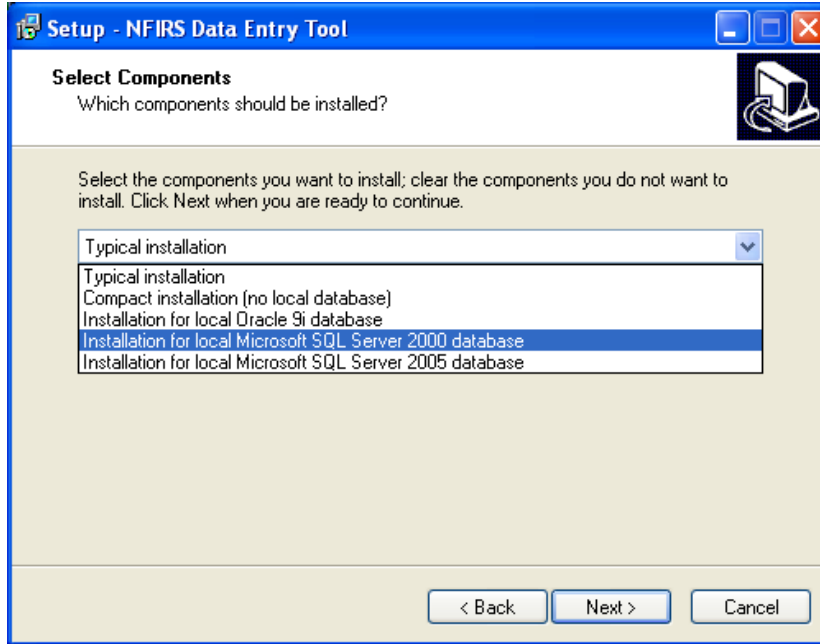 Setup - NFIRS Data Entry Tool
Select Components
Which components should be installed?
Select the components you want to install; clear the components you do not want to
install. Click Next when you are ready to continue.
Typical installation
Typical installation
Compact installation (no local database)
Installation for local Oracle 9i database
Installation for local Microsoft SQL Server 2000 database
Installation for local Microsoft SQL Server 2005 database
< Back Next > Cancel